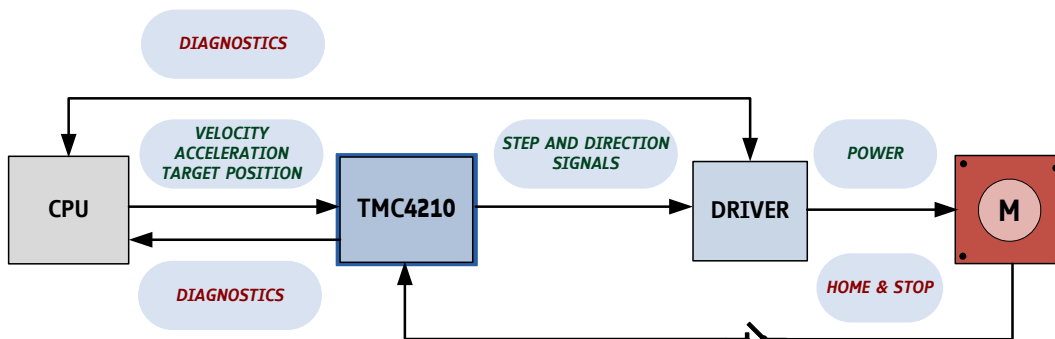 DIAGNOSTICS
VELOCITY
ACCELERATION
TARGET POSITION
STEP AND DIRECTION
SIGNALS
POWER
CPU
TMC4210
DRIVER
M
DIAGNOSTICS
HOME & STOP